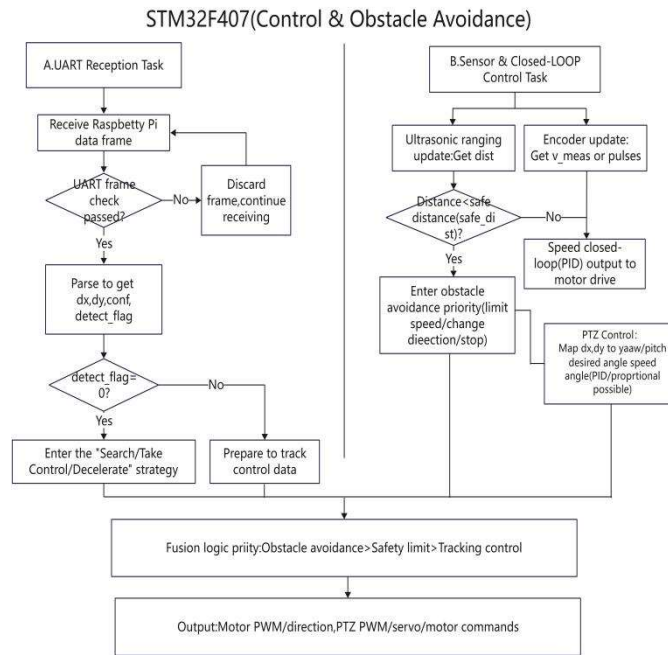 STM32F407(Control & Obstacle Avoidance)
A.UART Reception Task
Receive Raspbetty Pi
data frame
UART frame
check
passed?
No
Discard
frame,continue
receiving
Yes
Parse to get
dx,dy,conf,
detect_flag
detect_flag=
0?
No
Yes
Enter the "Search/Take
Control/Decelerate" strategy
Prepare to track
control data
B.Sensor & Closed-LOOP
Control Task
Ultrasonic ranging
update:Get dist
Encoder update:
Get v_meas or pulses
Distance<safe
distance(safe_di
st)?
No
Yes
Speed closed-
loop(PID) output to
motor drive
Enter obstacle
avoidance priority(limit
speed/change
dieection/stop)
PTZ Control:
Map dx,dy to yaaw/pitch
desired angle speed
angle(PID/proprtional
possible)
Fusion logic priity:Obstacle avoidance>Safety limit>Tracking control
Output:Motor PWM/direction,PTZ PWM/servo/motor commands